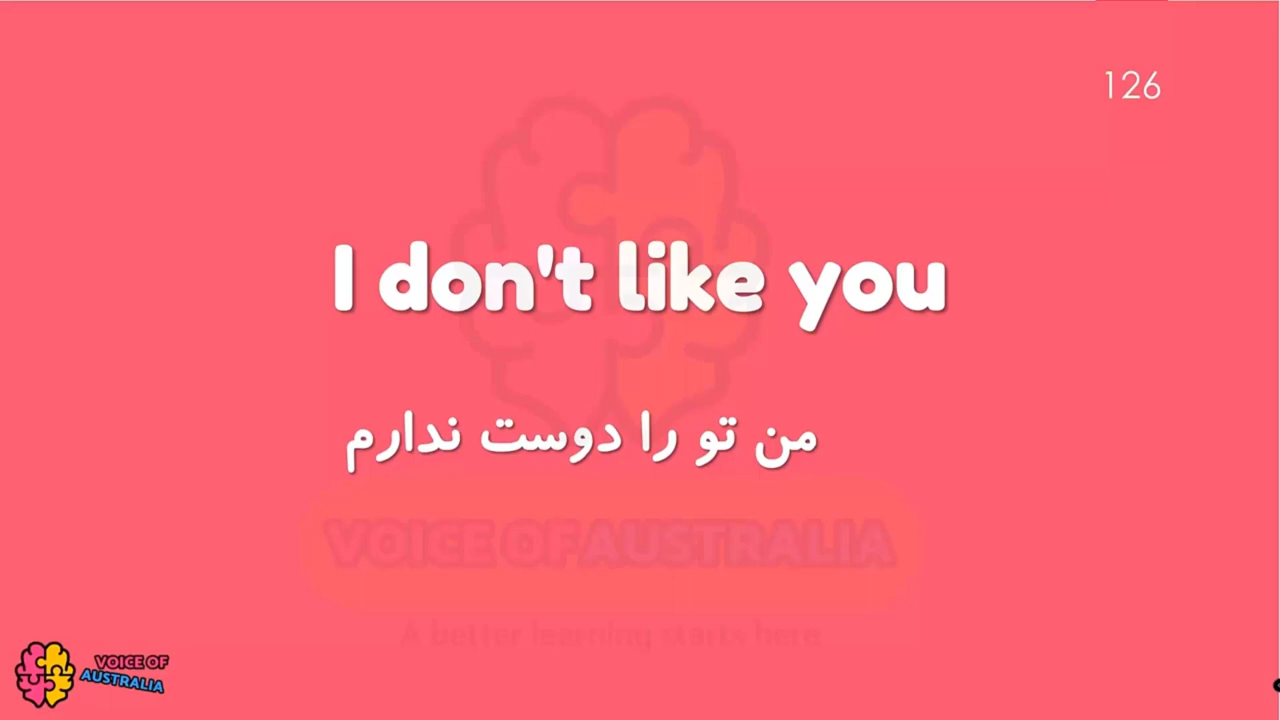 126
I don't like you
من تو را دوست ندارم
VOICE OF AUSTRALIA
A better learning starts here
VOICE OF
AUSTRALIA